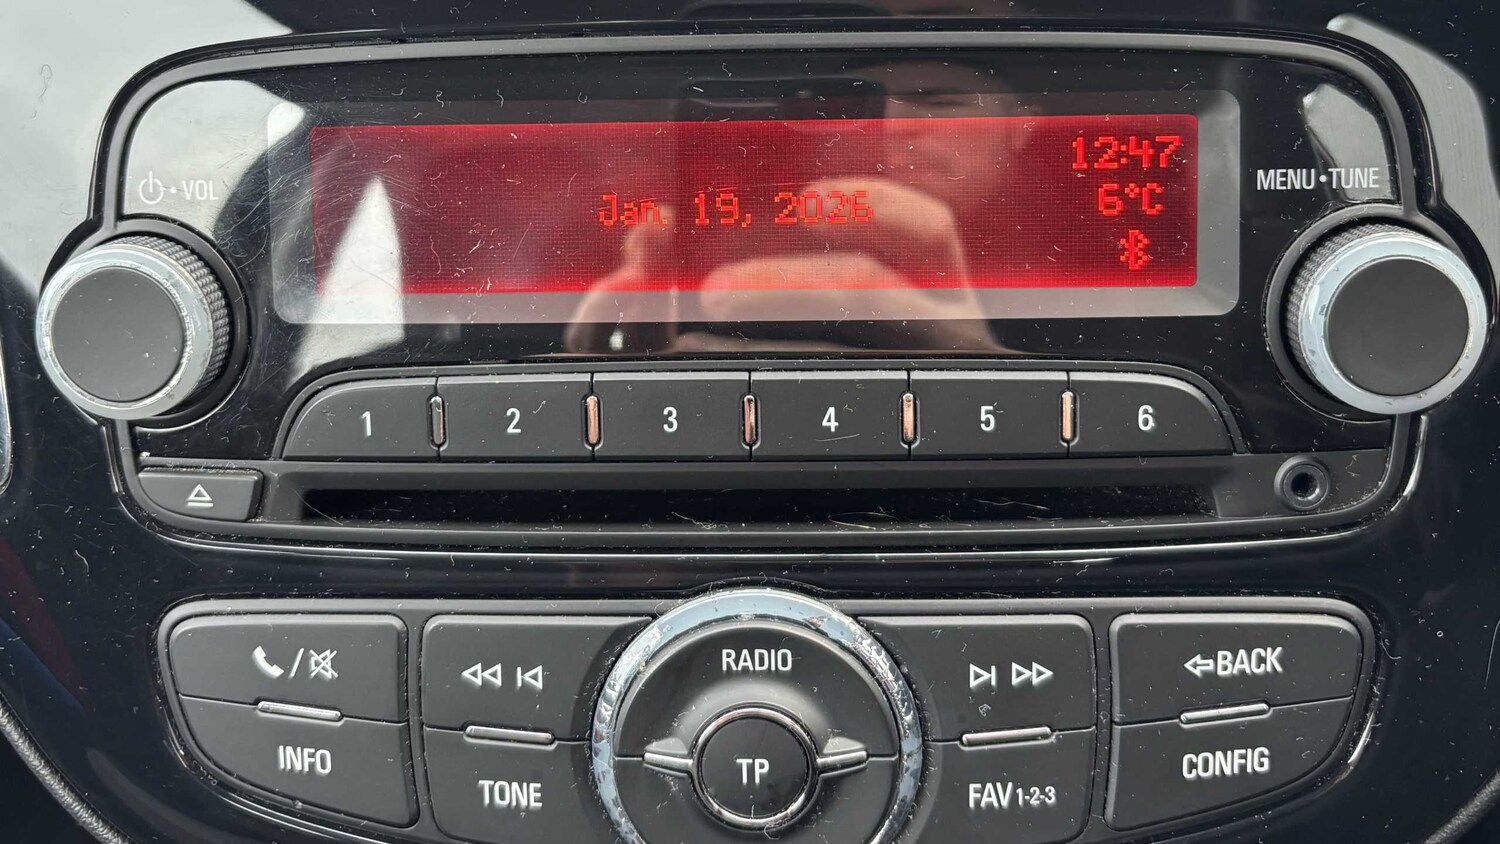 12:47
Jan. 19, 2026
6°C
VOL
MENU•TUNE
1 2 3 4 5 6
RADIO
BACK
INFO
TONE
TP
FAV 1-2-3
CONFIG